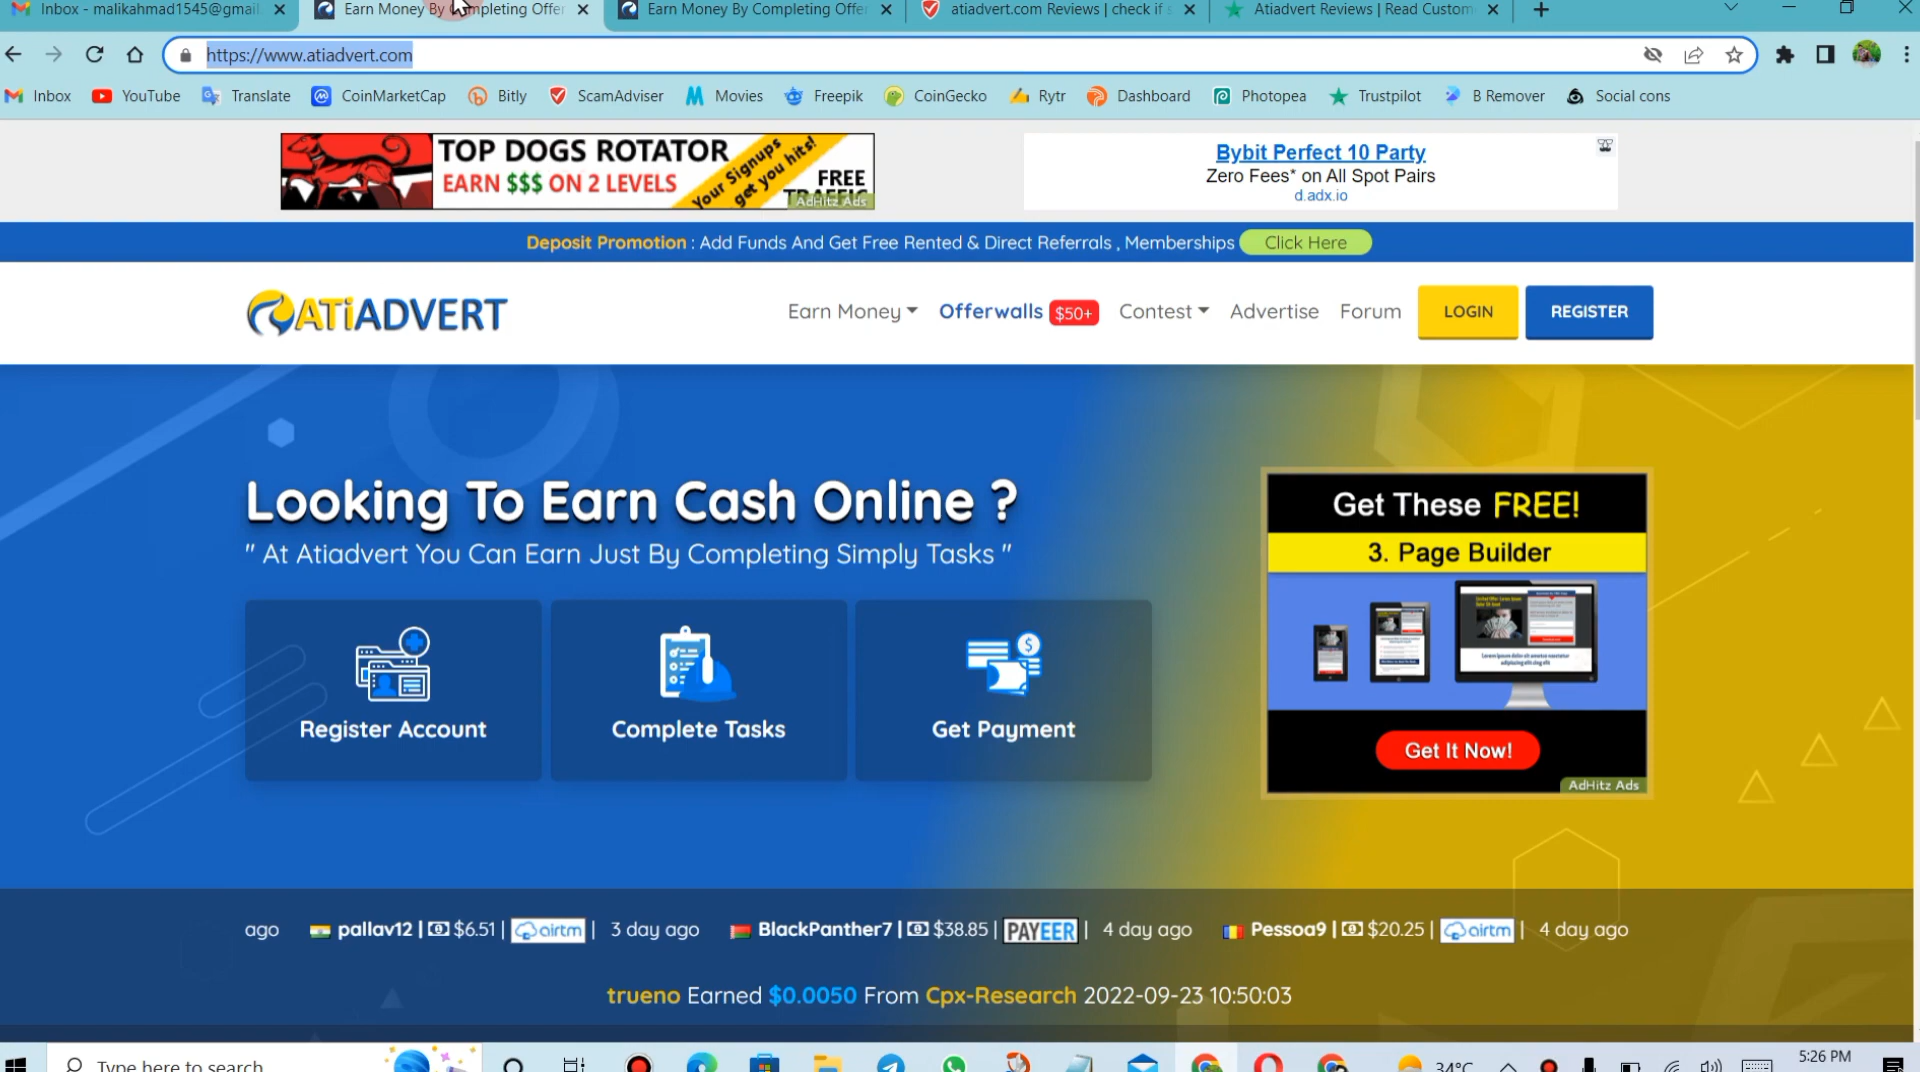 Inbox - malikahmad1545@gmail
Earn Money By Completing Offer
Earn Money By Completing Offer
atiadvert.com Reviews | check if s
Atiadvert Reviews | Read Custom
https://www.atiadvert.com
Inbox YouTube Translate CoinMarketCap Bitly ScamAdviser Movies Freepik CoinGecko Rytr Dashboard Photopea Trustpilot B Remover Social cons
TOP DOGS ROTATOR
EARN $$$ ON 2 LEVELS
Your Signups
get you hits!
FREE
TRAFFIC
AdHitz Ads
Bybit Perfect 10 Party
Zero Fees* on All Spot Pairs
d.adx.io
Deposit Promotion : Add Funds And Get Free Rented & Direct Referrals , Memberships Click Here
ATiADVERT
Earn Money Offerwalls $50+ Contest Advertise Forum LOGIN REGISTER
Looking To Earn Cash Online ?
" At Atiadvert You Can Earn Just By Completing Simply Tasks "
Register Account
Complete Tasks
Get Payment
Get These FREE!
3. Page Builder
Get It Now!
AdHitz Ads
ago pallav12 | $6.51 | airtm | 3 day ago BlackPanther7 | $38.85 | PAYEER | 4 day ago Pessoa9 | $20.25 | airtm | 4 day ago
trueno Earned $0.0050 From Cpx-Research 2022-09-23 10:50:03
Type here to search
34°C
5:26 PM